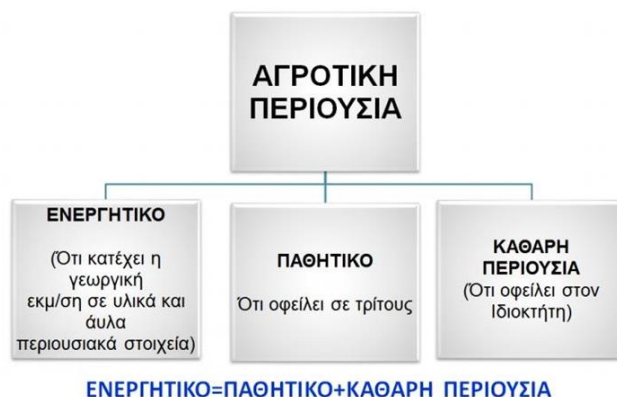 ΑΓΡΟΤΙΚΗ
ΠΕΡΙΟΥΣΙΑ
ΕΝΕΡΓΗΤΙΚΟ
(Ότι κατέχει η
γεωργική
εκμ/ση σε υλικά και
άυλα
περιουσιακά στοιχεία)
ΠΑΘΗΤΙΚΟ
Ότι οφείλει σε τρίτους
ΚΑΘΑΡΗ
ΠΕΡΙΟΥΣΙΑ
(Ότι οφείλει στον
Ιδιοκτήτη)
ΕΝΕΡΓΗΤΙΚΟ=ΠΑΘΗΤΙΚΟ+ΚΑΘΑΡΗ ΠΕΡΙΟΥΣΙΑ